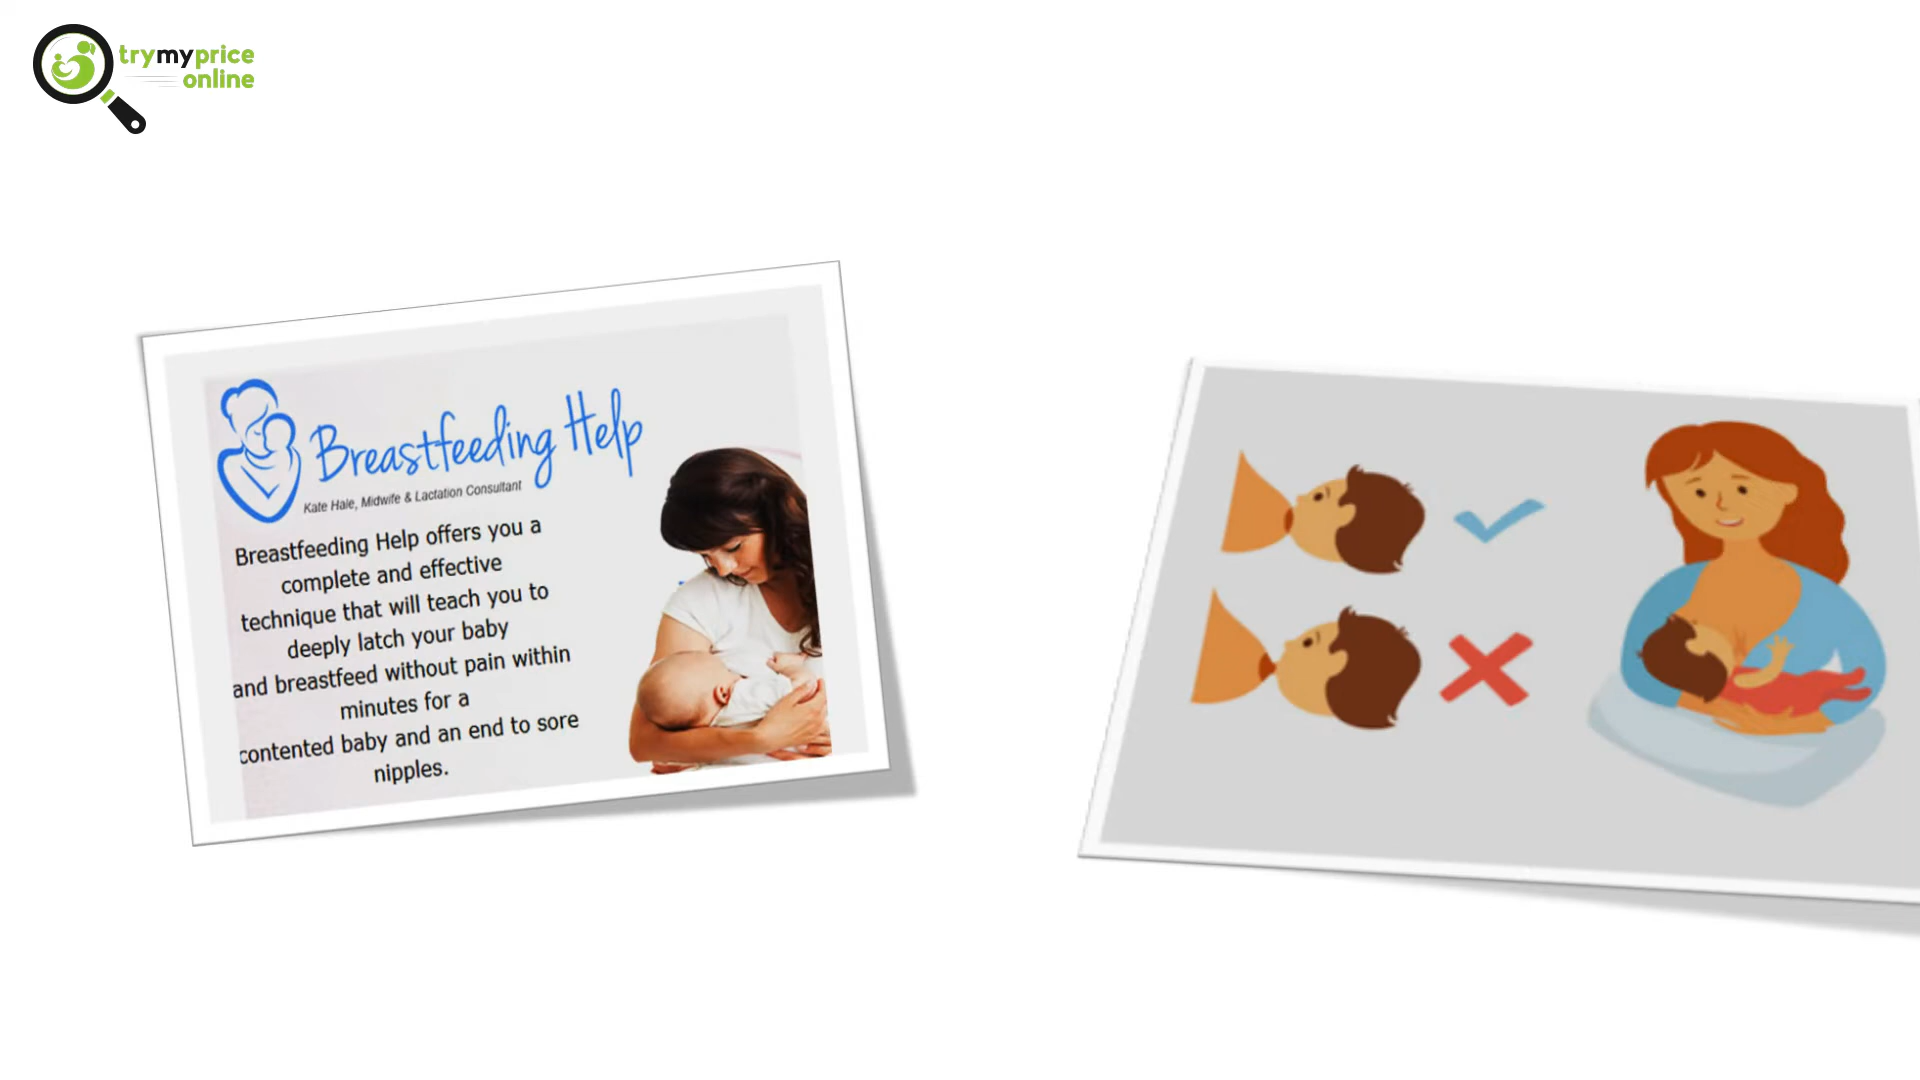 trymyprice
online
Breastfeeding Help
Kate Hale, Midwife & Lactation Consultant
Breastfeeding Help offers you a
complete and effective
technique that will teach you to
deeply latch your baby
and breastfeed without pain within
minutes for a
contented baby and an end to sore
nipples.